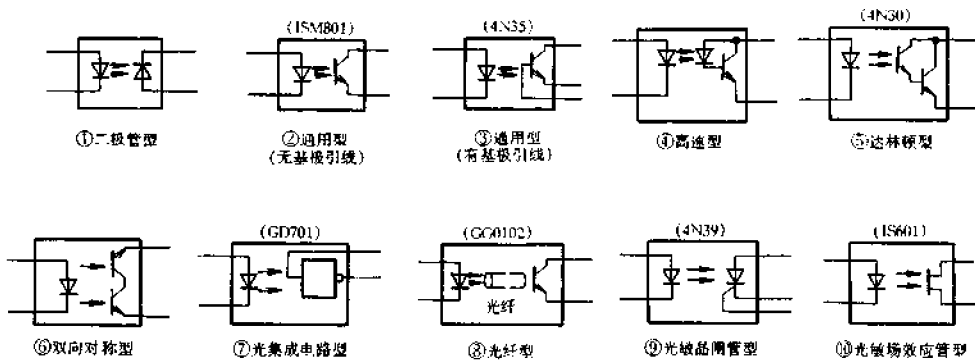 (ISM801)
(4N35)
(4N30)
①二极管型
②通用型
(无基极引线)
③通用型
(有基极引线)
④高速型
⑤达林顿型
(GD701)
(GG0102)
(4N39)
(IS601)
光纤
⑥双向对称型
⑦光集成电路型
⑧光纤型
⑨光敏晶闸管型
⑩光敏场效应管型